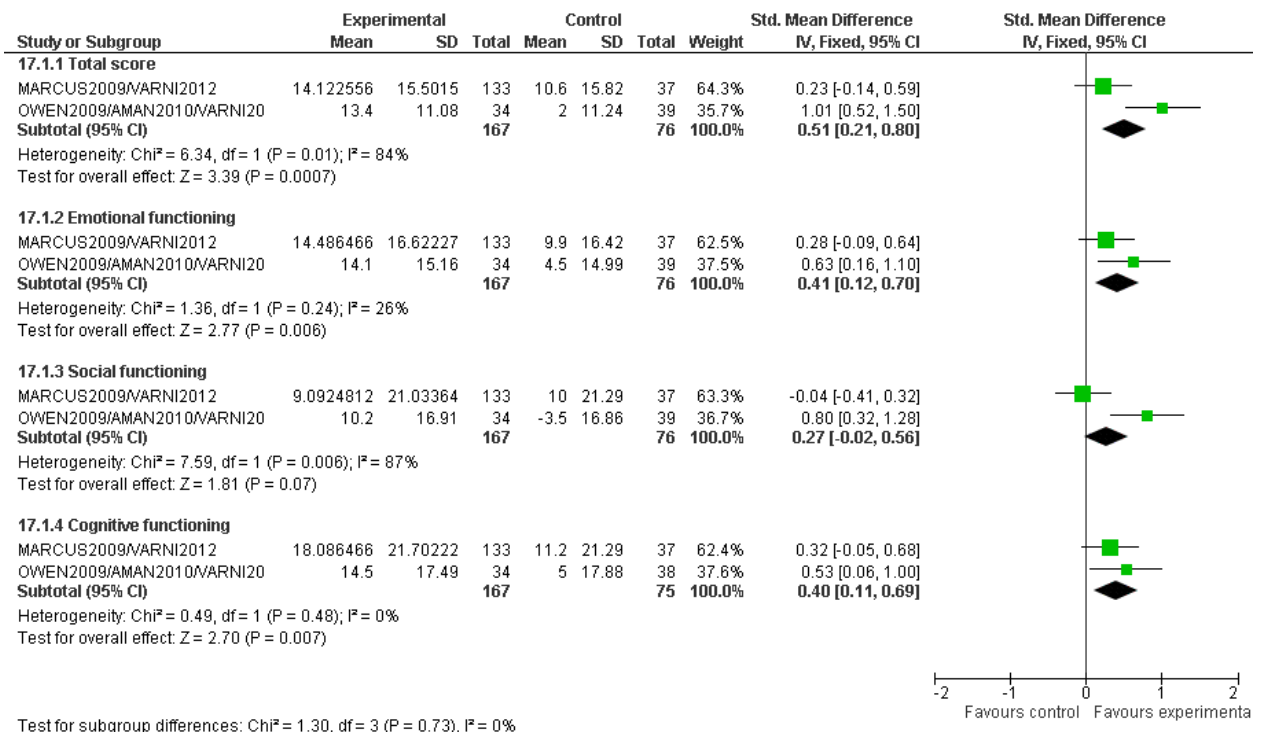 Experimental Control Std. Mean Difference Std. Mean Difference
Study or Subgroup Mean SD Total Mean SD Total Weight IV, Fixed, 95% CI IV, Fixed, 95% CI
17.1.1 Total score
MARCUS2009/VARNI2012 14.122556 15.5015 133 10.6 15.82 37 64.3% 0.23 [-0.14, 0.59]
OWEN2009/AMAN2010/VARNI20 13.4 11.08 34 2 11.24 39 35.7% 1.01 [0.52, 1.50]
Subtotal (95% CI) 167 76 100.0% 0.51 [0.21, 0.80]
Heterogeneity: Chi² = 6.34, df = 1 (P = 0.01); I² = 84%
Test for overall effect: Z = 3.39 (P = 0.0007)
17.1.2 Emotional functioning
MARCUS2009/VARNI2012 14.486466 16.62227 133 9.9 16.42 37 62.5% 0.28 [-0.09, 0.64]
OWEN2009/AMAN2010/VARNI20 14.1 15.16 34 4.5 14.99 39 37.5% 0.63 [0.16, 1.10]
Subtotal (95% CI) 167 76 100.0% 0.41 [0.12, 0.70]
Heterogeneity: Chi² = 1.36, df = 1 (P = 0.24); I² = 26%
Test for overall effect: Z = 2.77 (P = 0.006)
17.1.3 Social functioning
MARCUS2009/VARNI2012 9.0924812 21.03364 133 10 21.29 37 63.3% -0.04 [-0.41, 0.32]
OWEN2009/AMAN2010/VARNI20 10.2 16.91 34 -3.5 16.86 39 36.7% 0.80 [0.32, 1.28]
Subtotal (95% CI) 167 76 100.0% 0.27 [-0.02, 0.56]
Heterogeneity: Chi² = 7.59, df = 1 (P = 0.006); I² = 87%
Test for overall effect: Z = 1.81 (P = 0.07)
17.1.4 Cognitive functioning
MARCUS2009/VARNI2012 18.086466 21.70222 133 11.2 21.29 37 62.4% 0.32 [-0.05, 0.68]
OWEN2009/AMAN2010/VARNI20 14.5 17.49 34 5 17.88 38 37.6% 0.53 [0.06, 1.00]
Subtotal (95% CI) 167 75 100.0% 0.40 [0.11, 0.69]
Heterogeneity: Chi² = 0.49, df = 1 (P = 0.48); I² = 0%
Test for overall effect: Z = 2.70 (P = 0.007)
-2 -1 0 1 2
Favours control Favours experimenta
Test for subgroup differences: Chi² = 1.30, df = 3 (P = 0.73), I² = 0%